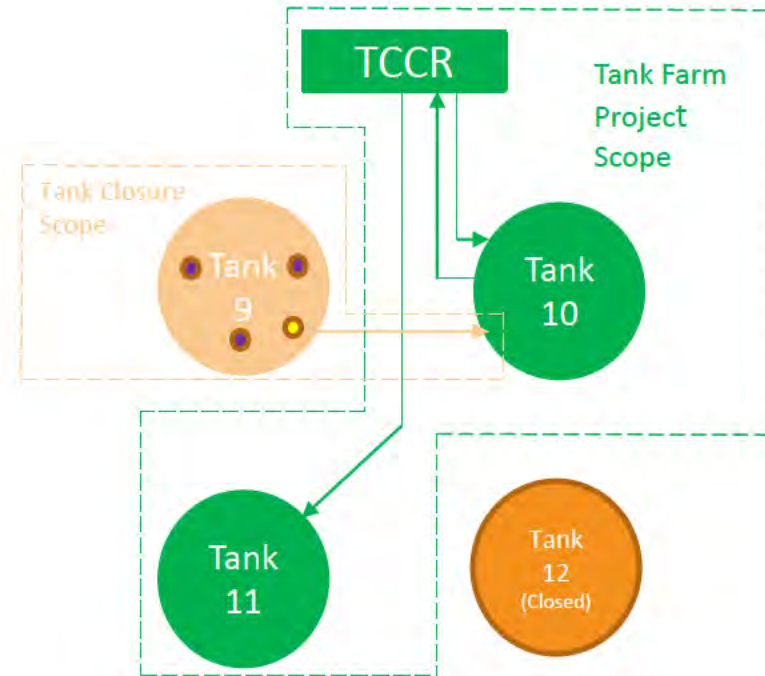 TCCR
Tank Farm
Project
Scope
Tank Closure
Scope
Tank
9
Tank
10
Tank
11
Tank
12
(Closed)